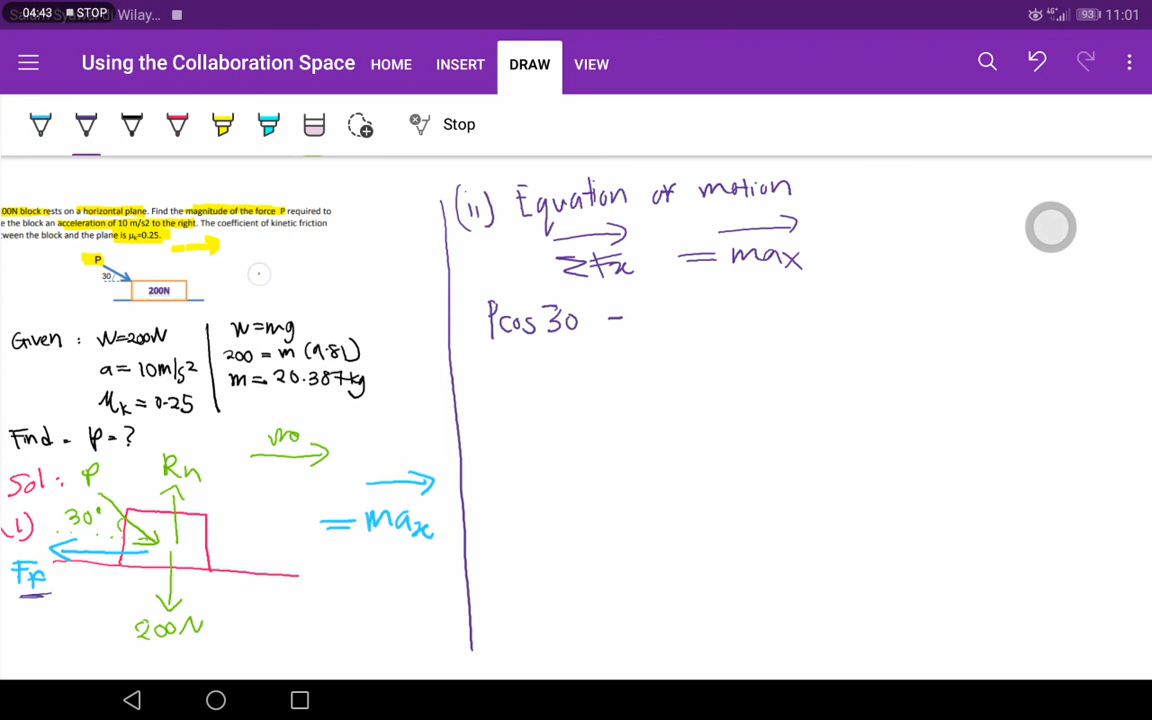 04:43 STOP
Wilay...
93 11:01
Using the Collaboration Space
HOME INSERT DRAW VIEW
Stop
00N block rests on a horizontal plane. Find the magnitude of the force P required to
e the block an acceleration of 10 m/s2 to the right. The coefficient of kinetic friction
ween the block and the plane is μk=0.25.
P
30
200N
Given : W=200N
a = 10m/s²
μk = 0.25
W=mg
200 = m (9.81)
m = 20.387kg
Find = P = ?
Sol :
(i)
P
Rn
30°
200N
= max
(ii) Equation of motion
ΣFx = max
Pcos 30 -